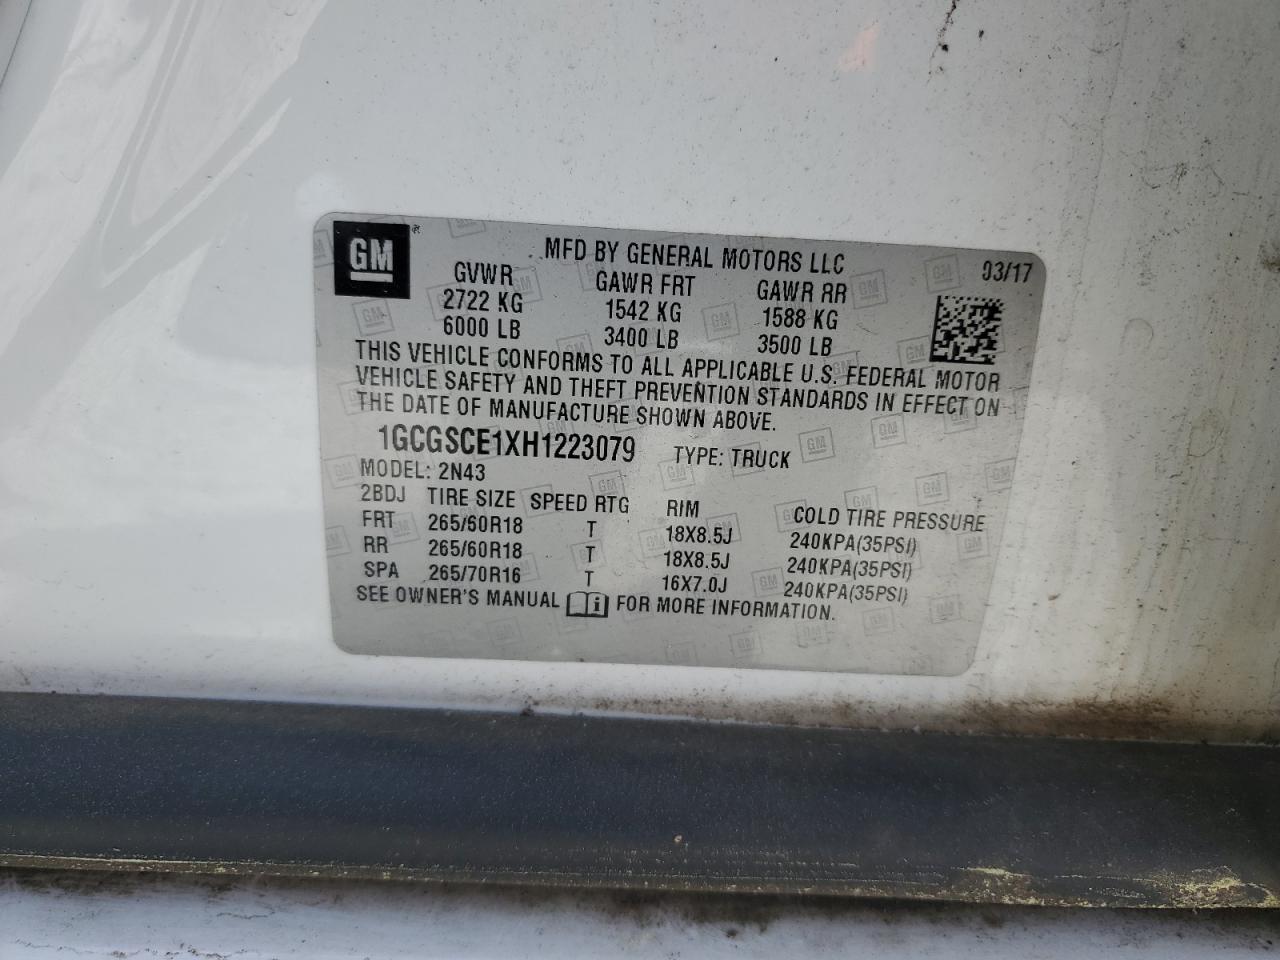 GM
MFD BY GENERAL MOTORS LLC 03/17
GVWR GAWR FRT GAWR RR
2722 KG 1542 KG 1588 KG
6000 LB 3400 LB 3500 LB
THIS VEHICLE CONFORMS TO ALL APPLICABLE U.S. FEDERAL MOTOR
VEHICLE SAFETY AND THEFT PREVENTION STANDARDS IN EFFECT ON
THE DATE OF MANUFACTURE SHOWN ABOVE.
1GCGSCE1XH1223079 TYPE: TRUCK
MODEL: 2N43
2BDJ TIRE SIZE SPEED RTG RIM COLD TIRE PRESSURE
FRT 265/60R18 T 18X8.5J 240KPA(35PSI)
RR 265/60R18 T 18X8.5J 240KPA(35PSI)
SPA 265/70R16 T 16X7.0J 240KPA(35PSI)
SEE OWNER'S MANUAL FOR MORE INFORMATION.